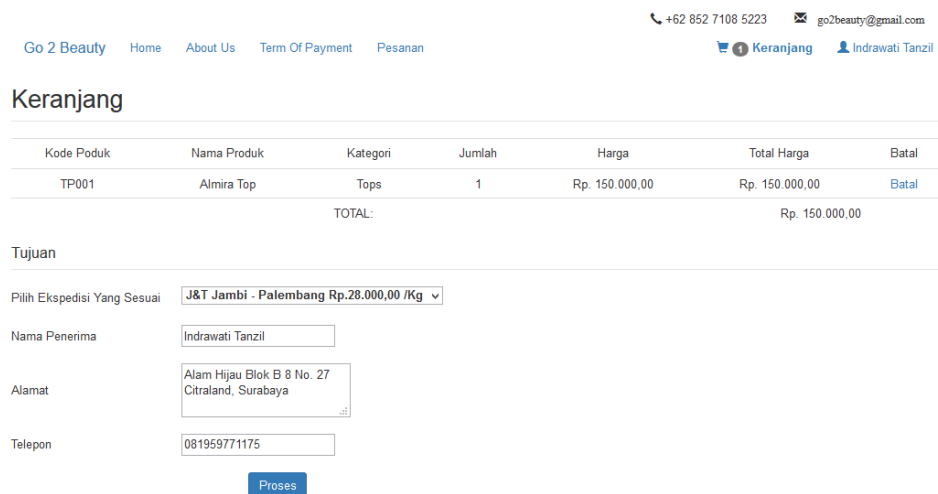 +62 852 7108 5223 go2beauty@gmail.com
Go 2 Beauty Home About Us Term Of Payment Pesanan 1 Keranjang Indrawati Tanzil
Keranjang
Kode Poduk Nama Produk Kategori Jumlah Harga Total Harga Batal
TP001 Almira Top Tops 1 Rp. 150.000,00 Rp. 150.000,00 Batal
TOTAL: Rp. 150.000,00
Tujuan
Pilih Ekspedisi Yang Sesuai J&T Jambi - Palembang Rp.28.000,00 /Kg
Nama Penerima Indrawati Tanzil
Alamat Alam Hijau Blok B 8 No. 27
Citraland, Surabaya
Telepon 081959771175
Proses